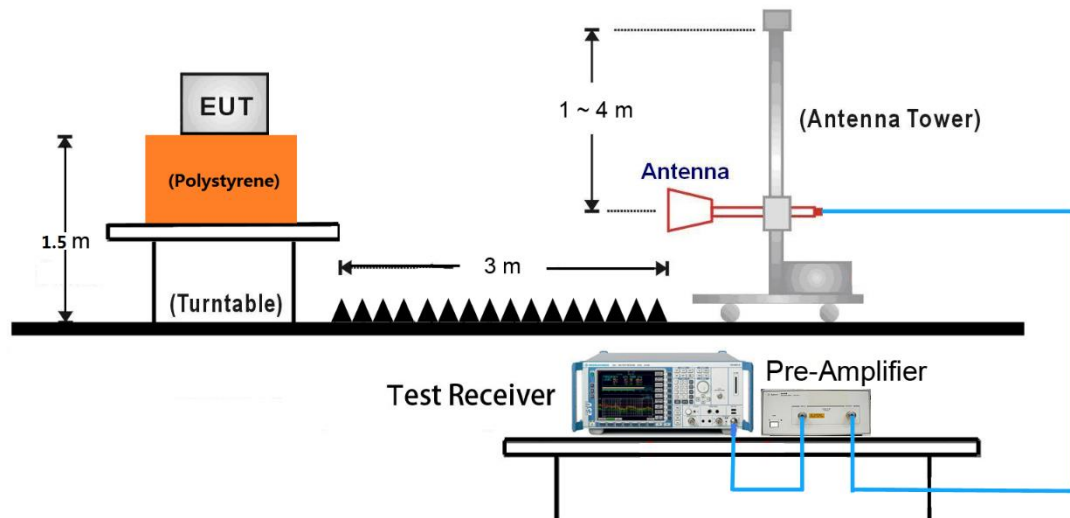 EUT
(Polystyrene)
1.5 m
(Turntable)
3 m
1 ~ 4 m
(Antenna Tower)
Antenna
Test Receiver
Pre-Amplifier